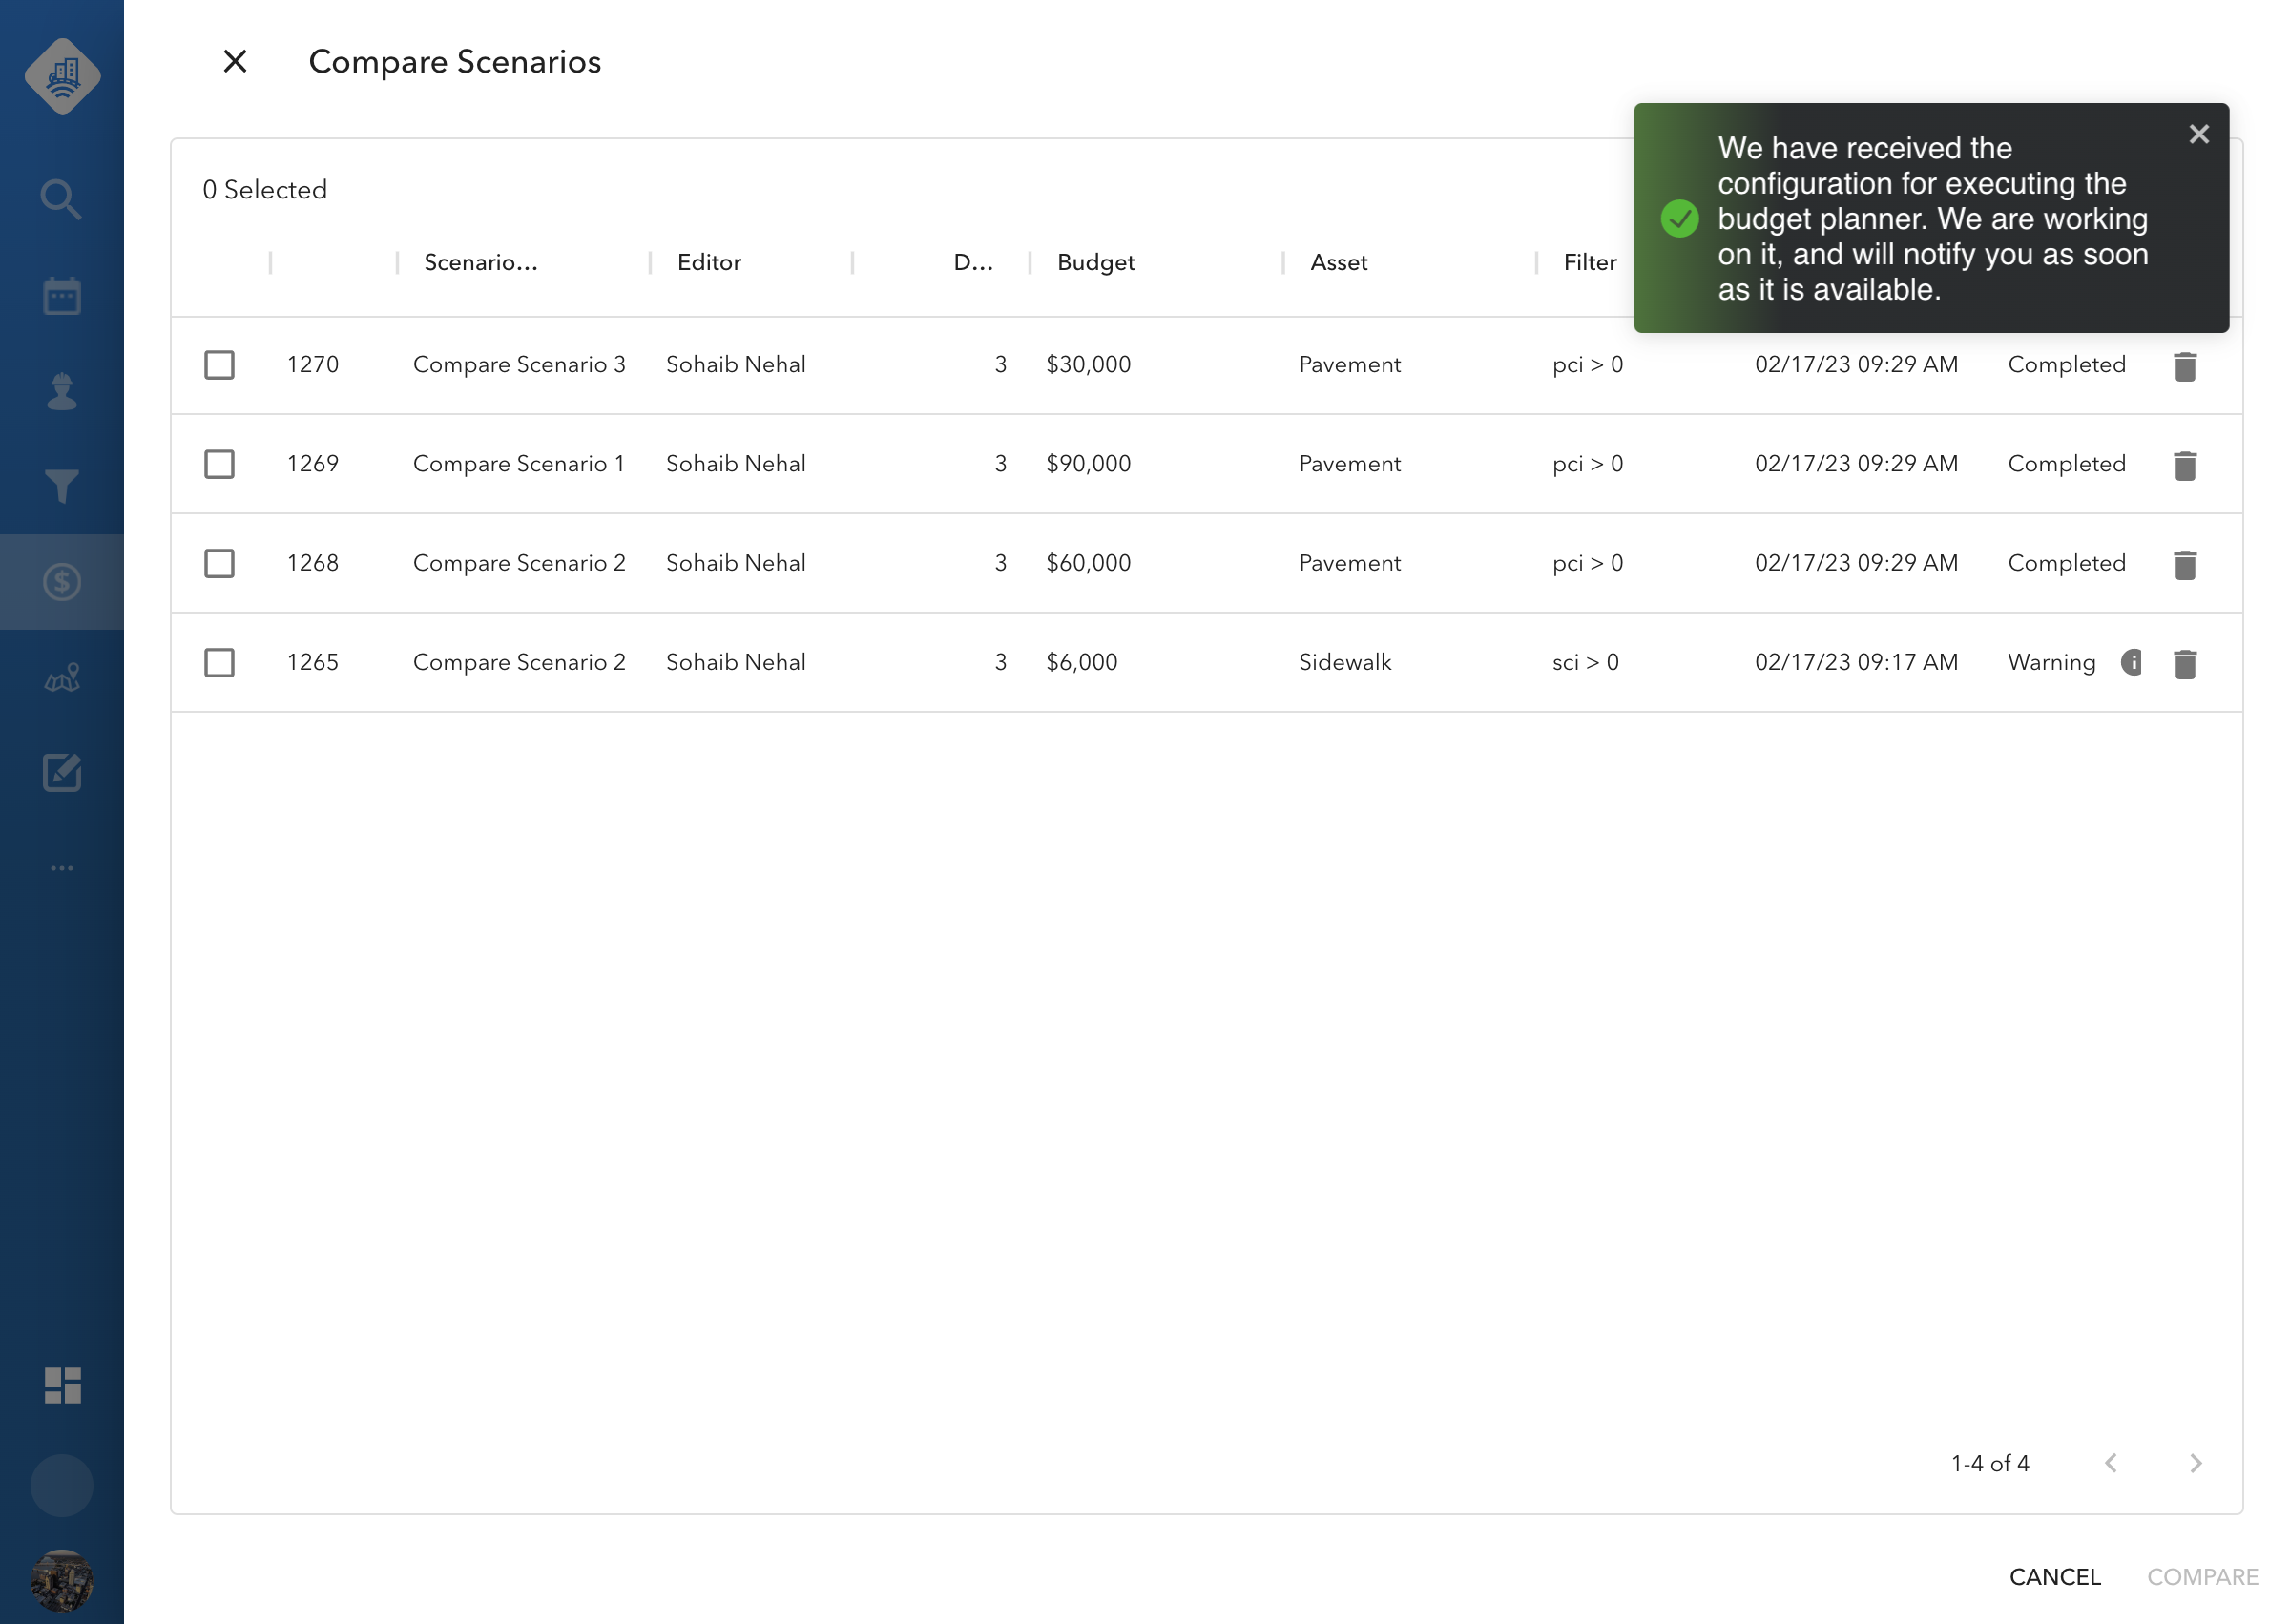 Compare Scenarios
We have received the
configuration for executing the
budget planner. We are working
on it, and will notify you as soon
as it is available.
0 Selected
Scenario... Editor D... Budget Asset Filter
1270 Compare Scenario 3 Sohaib Nehal 3 $30,000 Pavement pci > 0 02/17/23 09:29 AM Completed
1269 Compare Scenario 1 Sohaib Nehal 3 $90,000 Pavement pci > 0 02/17/23 09:29 AM Completed
1268 Compare Scenario 2 Sohaib Nehal 3 $60,000 Pavement pci > 0 02/17/23 09:29 AM Completed
1265 Compare Scenario 2 Sohaib Nehal 3 $6,000 Sidewalk sci > 0 02/17/23 09:17 AM Warning
1-4 of 4
CANCEL COMPARE